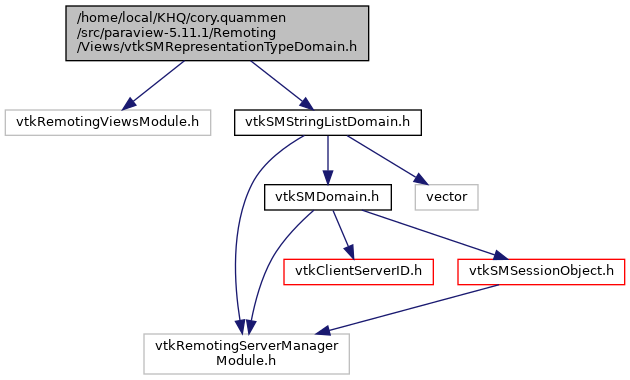 /home/local/KHQ/cory.quammen
/src/paraview-5.11.1/Remoting
/Views/vtkSMRepresentationTypeDomain.h
vtkRemotingViewsModule.h
vtkSMStringListDomain.h
vtkSMDomain.h
vector
vtkClientServerID.h
vtkSMSessionObject.h
vtkRemotingServerManager
Module.h